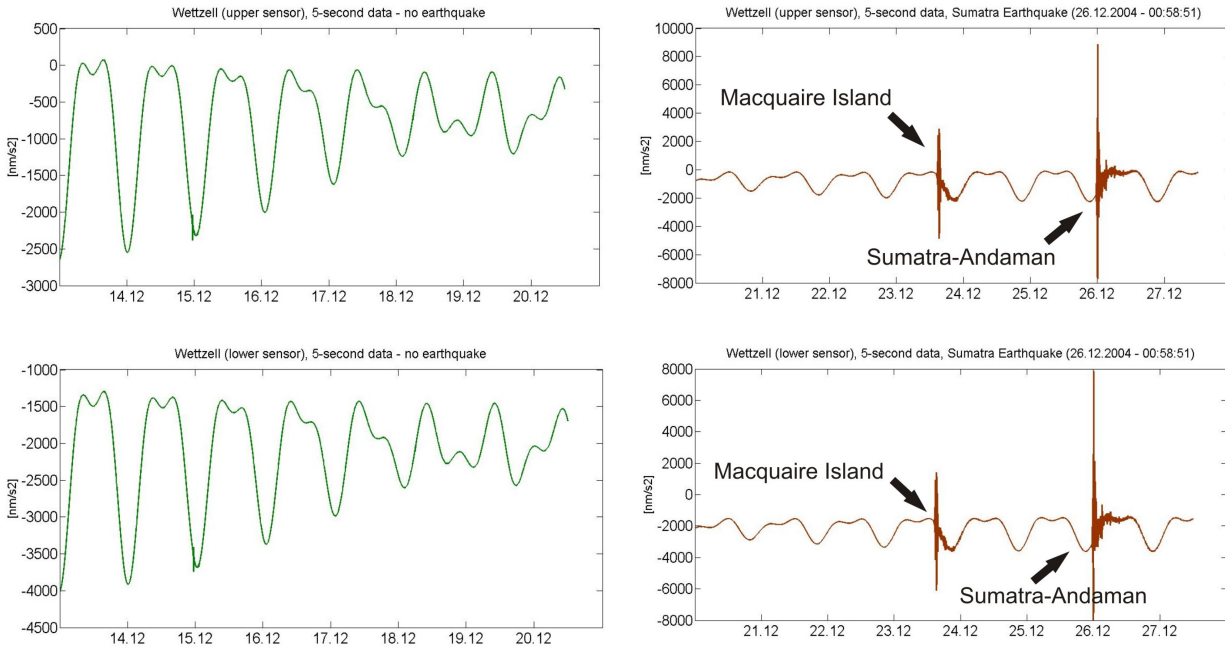 Wettzell (upper sensor), 5-second data - no earthquake
500
0
-500
-1000
-1500
-2000
-2500
-3000
[nm/s2]
14.12 15.12 16.12 17.12 18.12 19.12 20.12
Wettzell (upper sensor), 5-second data, Sumatra Earthquake (26.12.2004 - 00:58:51)
10000
8000
6000
4000
2000
0
-2000
-4000
-6000
-8000
[nm/s2]
Macquaire Island
Sumatra-Andaman
21.12 22.12 23.12 24.12 25.12 26.12 27.12
Wettzell (lower sensor), 5-second data - no earthquake
-1000
-1500
-2000
-2500
-3000
-3500
-4000
-4500
[nm/s2]
14.12 15.12 16.12 17.12 18.12 19.12 20.12
Wettzell (lower sensor), 5-second data, Sumatra Earthquake (26.12.2004 - 00:58:51)
8000
6000
4000
2000
0
-2000
-4000
-6000
-8000
[nm/s2]
Macquaire Island
Sumatra-Andaman
21.12 22.12 23.12 24.12 25.12 26.12 27.12